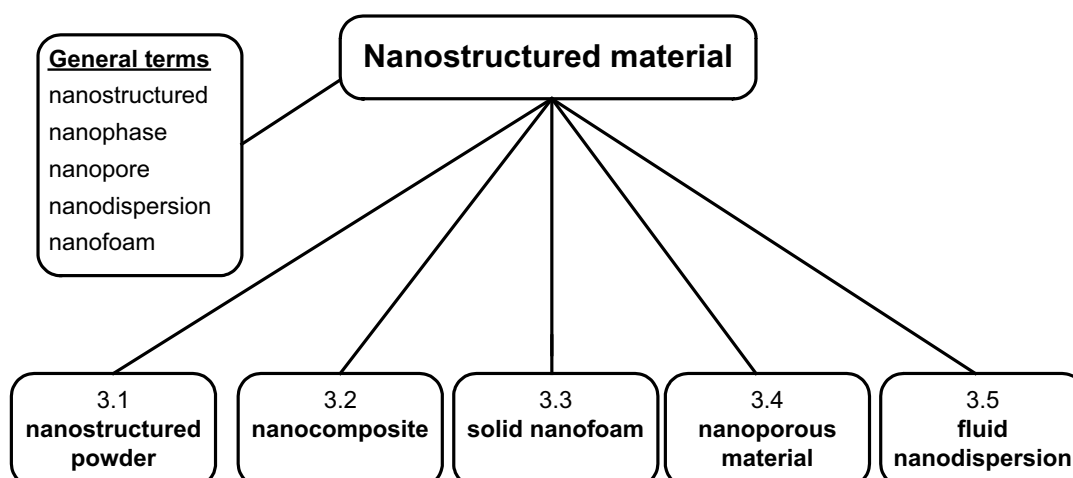 General terms
nanostructured
nanophase
nanopore
nanodispersion
nanofoam
Nanostructured material
3.1
nanostructured
powder
3.2
nanocomposite
3.3
solid nanofoam
3.4
nanoporous
material
3.5
fluid
nanodispersion